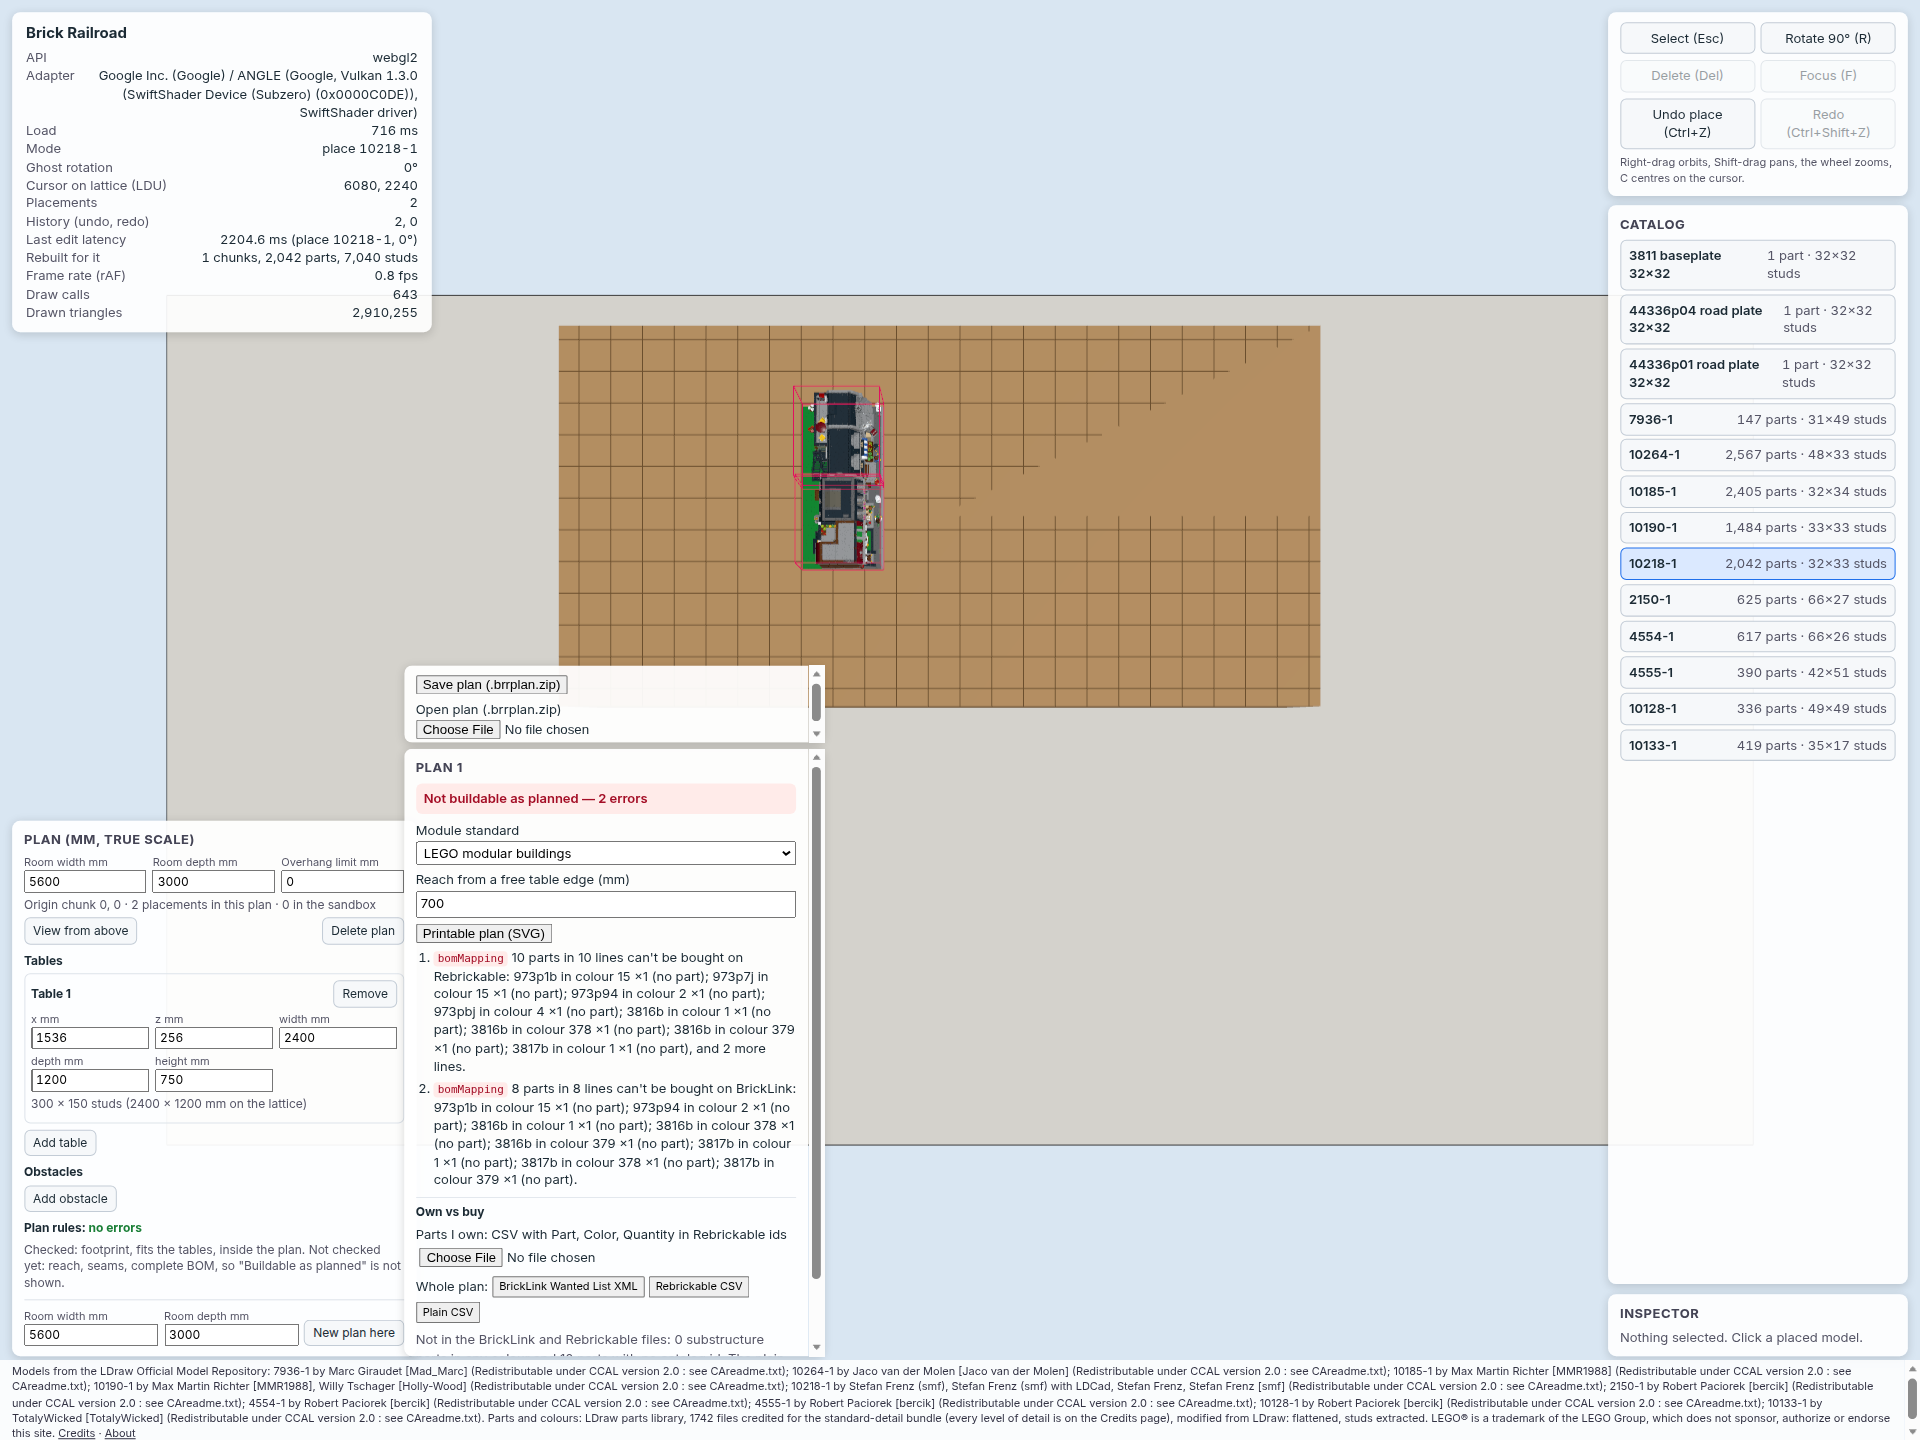 Brick Railroad
API webgl2
Adapter Google Inc. (Google) / ANGLE (Google, Vulkan 1.3.0
(SwiftShader Device (Subzero) (0x0000C0DE)),
SwiftShader driver)
Load 716 ms
Mode place 10218-1
Ghost rotation 0°
Cursor on lattice (LDU) 6080, 2240
Placements 2
History (undo, redo) 2, 0
Last edit latency 2204.6 ms (place 10218-1, 0°)
Rebuilt for it 1 chunks, 2,042 parts, 7,040 studs
Frame rate (rAF) 0.8 fps
Draw calls 643
Drawn triangles 2,910,255
Select (Esc) Rotate 90° (R)
Delete (Del) Focus (F)
Undo place (Ctrl+Z) Redo (Ctrl+Shift+Z)
Right-drag orbits, Shift-drag pans, the wheel zooms,
C centres on the cursor.
CATALOG
3811 baseplate 32×32 1 part · 32×32 studs
44336p04 road plate 32×32 1 part · 32×32 studs
44336p01 road plate 32×32 1 part · 32×32 studs
7936-1 147 parts · 31×49 studs
10264-1 2,567 parts · 48×33 studs
10185-1 2,405 parts · 32×34 studs
10190-1 1,484 parts · 33×33 studs
10218-1 2,042 parts · 32×33 studs
2150-1 625 parts · 66×27 studs
4554-1 617 parts · 66×26 studs
4555-1 390 parts · 42×51 studs
10128-1 336 parts · 49×49 studs
10133-1 419 parts · 35×17 studs
INSPECTOR
Nothing selected. Click a placed model.
Save plan (.brrplan.zip)
Open plan (.brrplan.zip)
Choose File No file chosen
PLAN 1
Not buildable as planned — 2 errors
Module standard
LEGO modular buildings
Reach from a free table edge (mm)
700
Printable plan (SVG)
1. bomMapping 10 parts in 10 lines can't be bought on
Rebrickable: 973p1b in colour 15 ×1 (no part); 973p7j in
colour 15 ×1 (no part); 973p94 in colour 2 ×1 (no part);
973pbj in colour 4 ×1 (no part); 3816b in colour 1 ×1 (no
part); 3816b in colour 378 ×1 (no part); 3816b in colour 379
×1 (no part); 3817b in colour 1 ×1 (no part), and 2 more
lines.
2. bomMapping 8 parts in 8 lines can't be bought on BrickLink:
973p1b in colour 15 ×1 (no part); 973p94 in colour 2 ×1 (no
part); 3816b in colour 1 ×1 (no part); 3816b in colour 378 ×1
(no part); 3816b in colour 379 ×1 (no part); 3817b in colour
1 ×1 (no part); 3817b in colour 378 ×1 (no part); 3817b in
colour 379 ×1 (no part).
Own vs buy
Parts I own: CSV with Part, Color, Quantity in Rebrickable ids
Choose File No file chosen
Whole plan: BrickLink Wanted List XML Rebrickable CSV
Plain CSV
Not in the BrickLink and Rebrickable files: 0 substructure
PLAN (MM, TRUE SCALE)
Room width mm Room depth mm Overhang limit mm
5600 3000 0
Origin chunk 0, 0 · 2 placements in this plan · 0 in the sandbox
View from above Delete plan
Tables
Table 1 Remove
x mm z mm width mm
1536 256 2400
depth mm height mm
1200 750
300 × 150 studs (2400 × 1200 mm on the lattice)
Add table
Obstacles
Add obstacle
Plan rules: no errors
Checked: footprint, fits the tables, inside the plan. Not checked
yet: reach, seams, complete BOM, so "Buildable as planned" is not
shown.
Room width mm Room depth mm
5600 3000 New plan here
Models from the LDraw Official Model Repository: 7936-1 by Marc Giraudet [Mad_Marc] (Redistributable under CCAL version 2.0 : see CAreadme.txt); 10264-1 by Jaco van der Molen [Jaco van der Molen] (Redistributable under CCAL version 2.0 : see CAreadme.txt); 10185-1 by Max Martin Richter [MMR1988] (Redistributable under CCAL version 2.0 : see
CAreadme.txt); 10190-1 by Max Martin Richter [MMR1988], Willy Tschager [Holly-Wood] (Redistributable under CCAL version 2.0 : see CAreadme.txt); 10218-1 by Stefan Frenz (smf), Stefan Frenz (smf) with LDCad, Stefan Frenz, Stefan Frenz [smf] (Redistributable under CCAL version 2.0 : see CAreadme.txt); 2150-1 by Robert Paciorek [bercik] (Redistributable
under CCAL version 2.0 : see CAreadme.txt); 4554-1 by Robert Paciorek [bercik] (Redistributable under CCAL version 2.0 : see CAreadme.txt); 4555-1 by Robert Paciorek [bercik] (Redistributable under CCAL version 2.0 : see CAreadme.txt); 10128-1 by Robert Paciorek [bercik] (Redistributable under CCAL version 2.0 : see CAreadme.txt); 10133-1 by
TotalyWicked [TotalyWicked] (Redistributable under CCAL version 2.0 : see CAreadme.txt). Parts and colours: LDraw parts library, 1742 files credited for the standard-detail bundle (every level of detail is on the Credits page), modified from LDraw: flattened, studs extracted. LEGO® is a trademark of the LEGO Group, which does not sponsor, authorize or endorse
this site. Credits · About